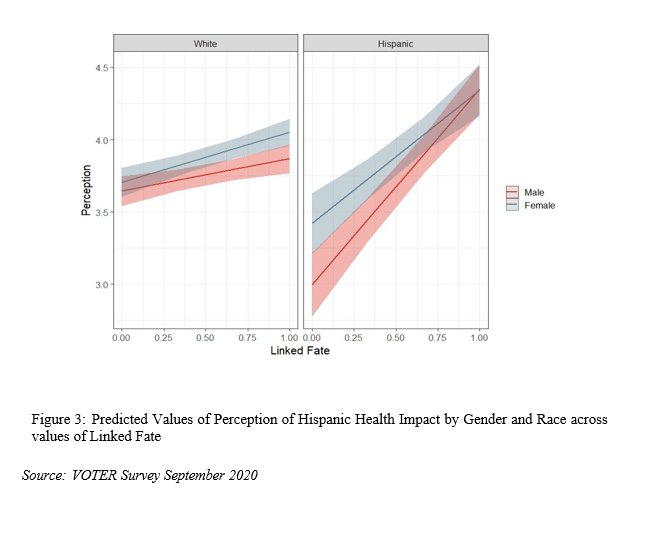 White
Hispanic
4.5
4.0
3.5
3.0
Perception
0.00 0.25 0.50 0.75 1.00 0.00 0.25 0.50 0.75 1.00
Linked Fate
Male
Female
Figure 3: Predicted Values of Perception of Hispanic Health Impact by Gender and Race across
values of Linked Fate
Source: VOTER Survey September 2020